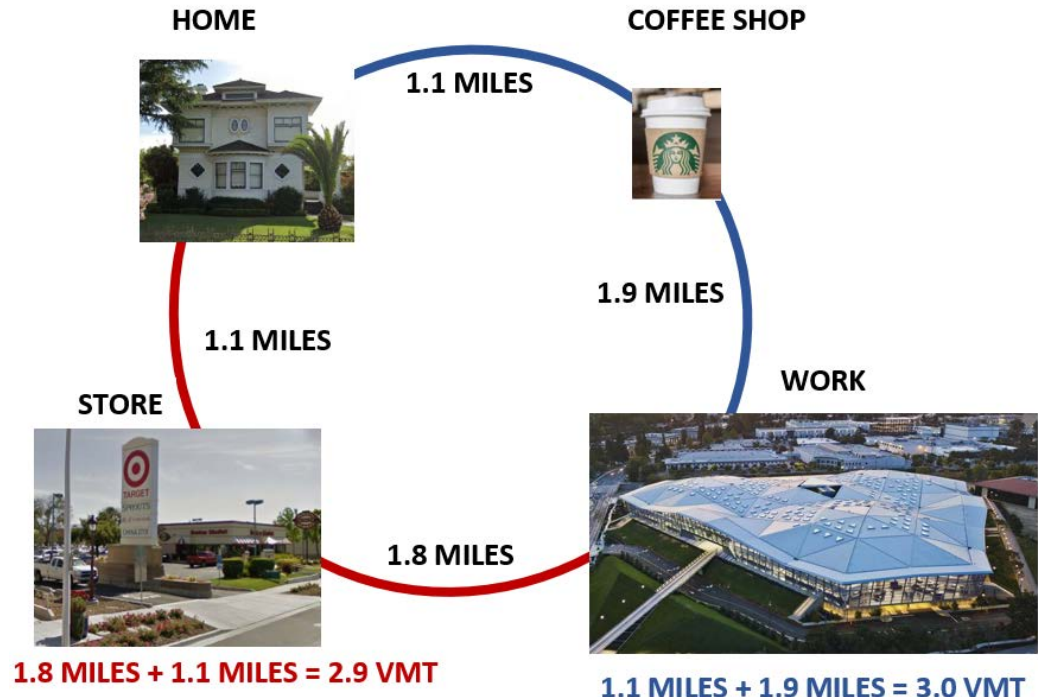 HOME
COFFEE SHOP
1.1 MILES
1.9 MILES
1.1 MILES
WORK
STORE
TARGET
1.8 MILES
1.8 MILES + 1.1 MILES = 2.9 VMT
1.1 MILES + 1.9 MILES = 3.0 VMT